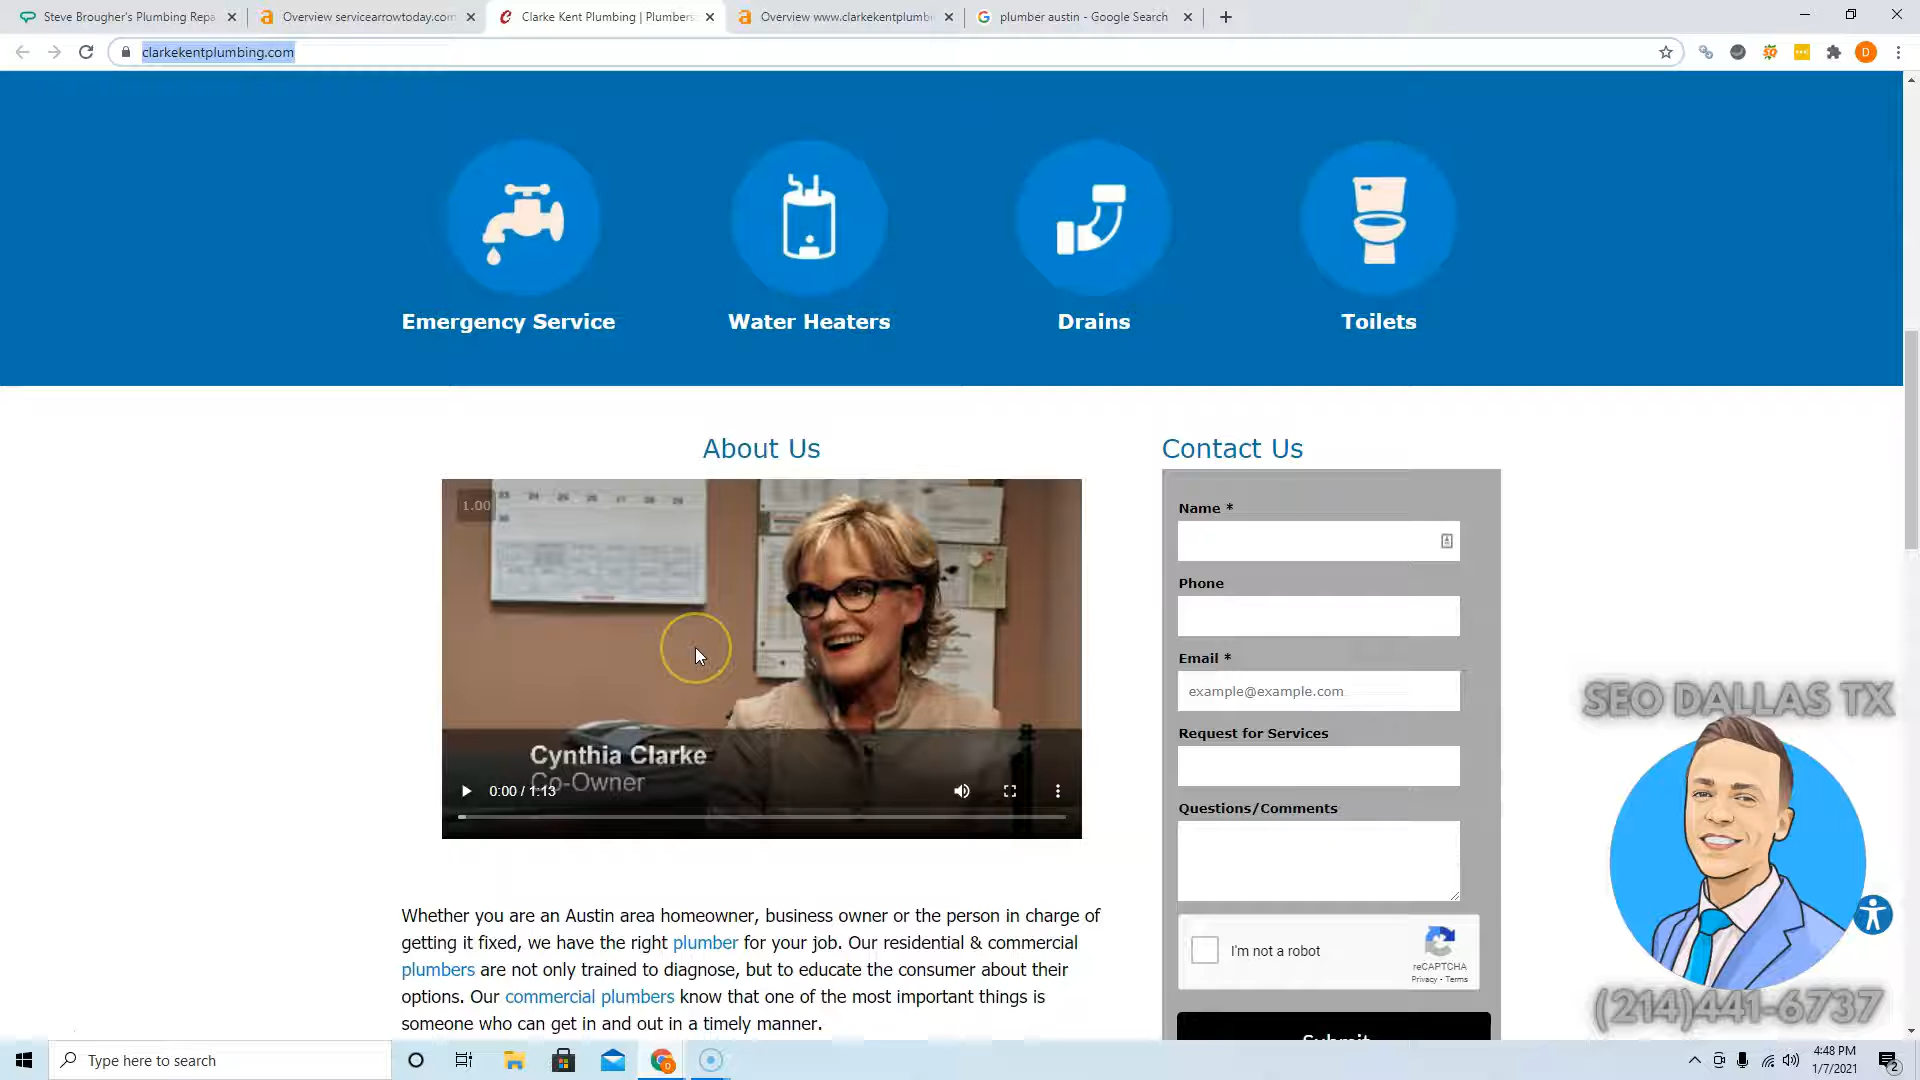 Steve Brougher's Plumbing Repa
Overview servicearrowtoday.com
Clarke Kent Plumbing | Plumbers
Overview www.clarkekentplumb
plumber austin - Google Search
clarkekentplumbing.com
D
Emergency Service
Water Heaters
Drains
Toilets
About Us
Contact Us
1.00
Cynthia Clarke
Co-Owner
0:00 / 1:13
Name *
Phone
Email *
example@example.com
Request for Services
Questions/Comments
I'm not a robot
reCAPTCHA
Privacy - Terms
Submit
Whether you are an Austin area homeowner, business owner or the person in charge of
getting it fixed, we have the right plumber for your job. Our residential & commercial
plumbers are not only trained to diagnose, but to educate the consumer about their
options. Our commercial plumbers know that one of the most important things is
someone who can get in and out in a timely manner.
SEO DALLAS TX
(214)441-6737
Type here to search
4:48 PM
1/7/2021
2